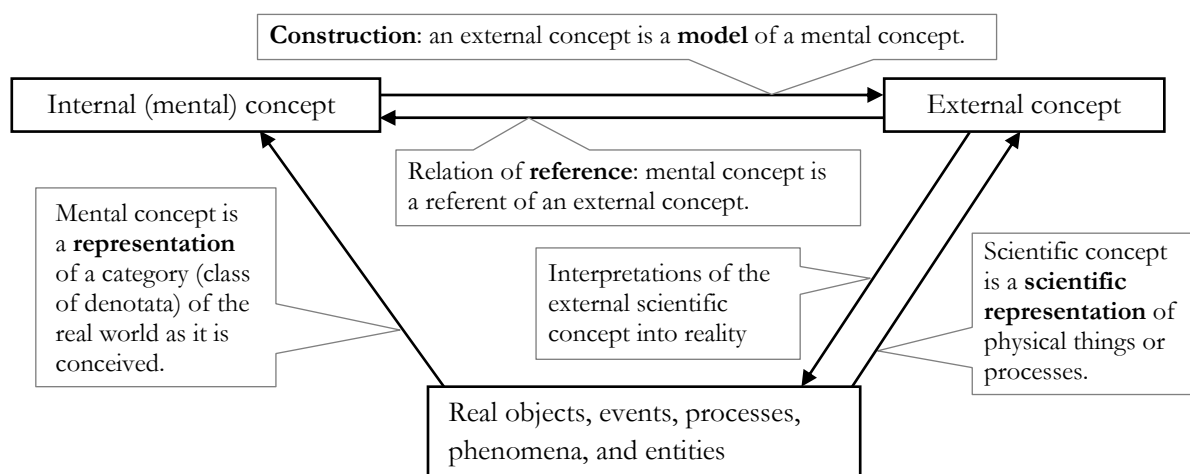 Construction: an external concept is a model of a mental concept.
Internal (mental) concept
External concept
Relation of reference: mental concept is
a referent of an external concept.
Mental concept is
a representation
of a category (class
of denotata) of the
real world as it is
conceived.
Interpretations of the
external scientific
concept into reality
Scientific concept
is a scientific
representation of
physical things or
processes.
Real objects, events, processes,
phenomena, and entities